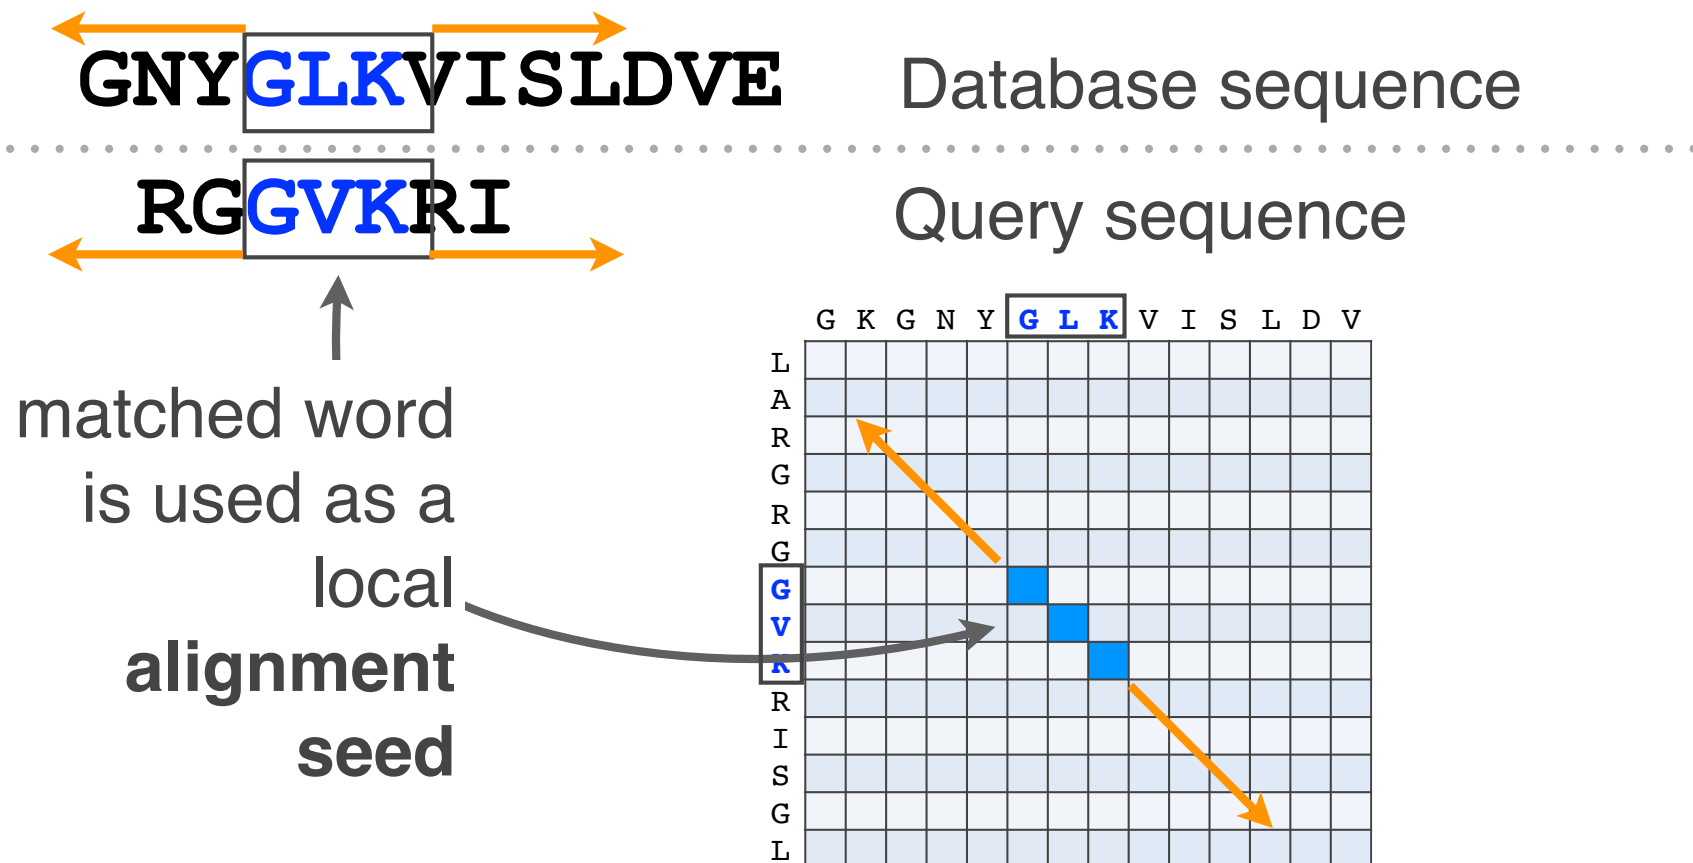 GNYGLKVISLDVE
Database sequence
RGGVKRI
Query sequence
matched word
is used as a
local
alignment
seed
G K G N Y G L K V I S L D V
L
A
R
G
R
G
G
V
K
R
I
S
G
L